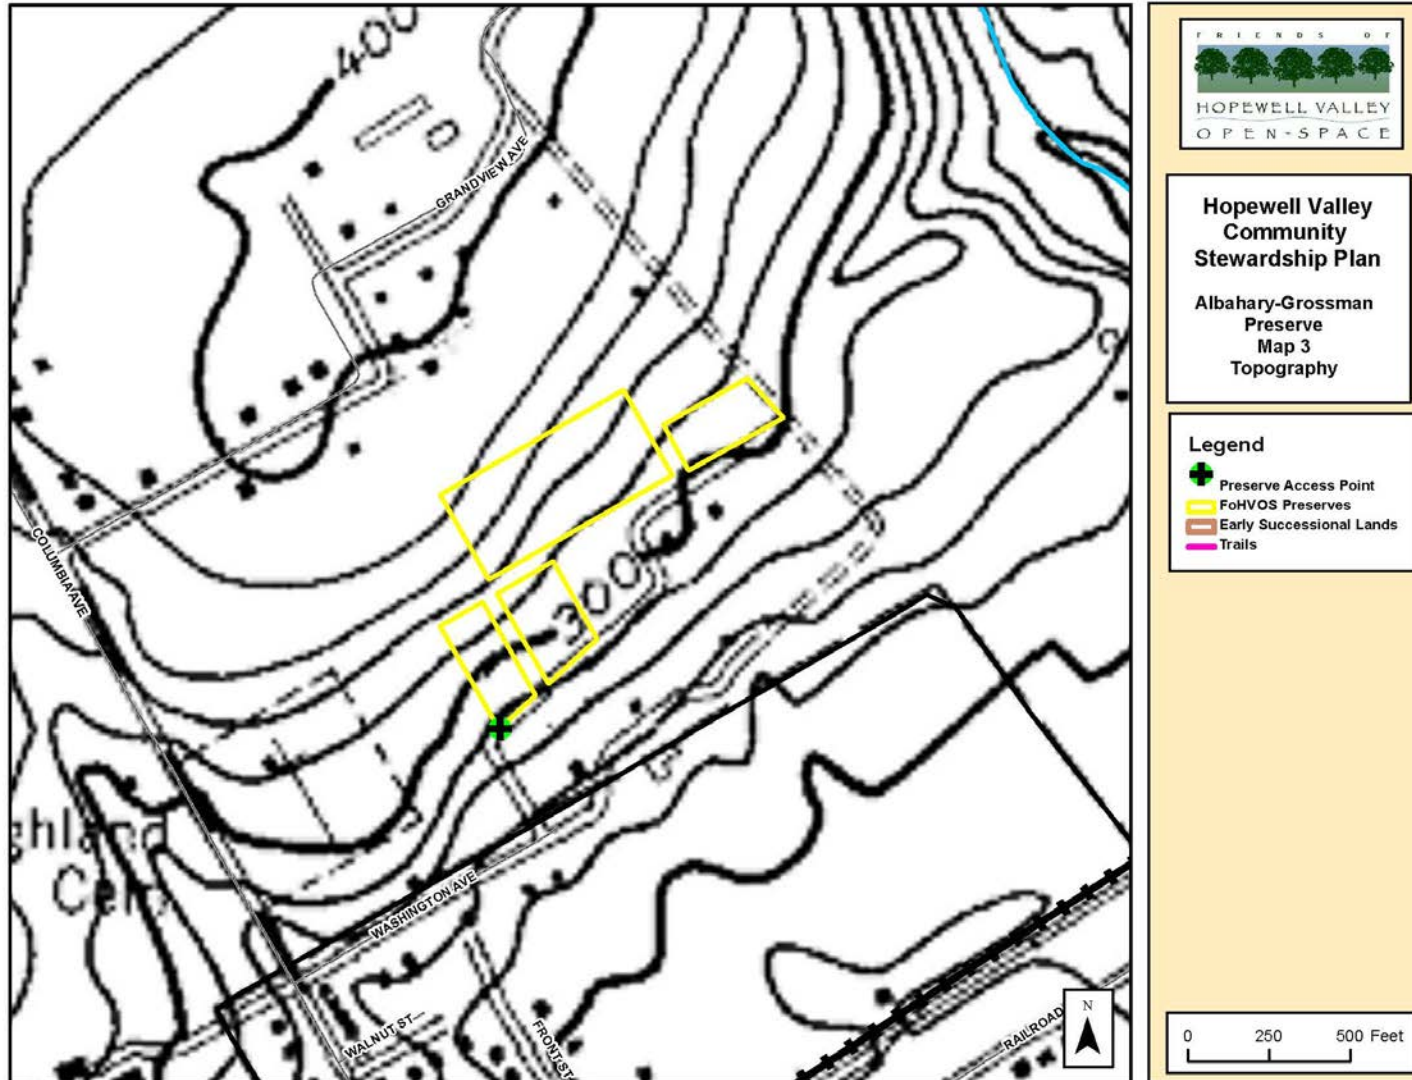 400
GRANDVIEW AVE
COLUMBIA AVE
300
ghland
Cem
WASHINGTON AVE
WALNUT ST
FRONT ST
RAILROAD
N
FRIENDS OF
HOPEWELL VALLEY
OPEN-SPACE
Hopewell Valley
Community
Stewardship Plan
Albahary-Grossman
Preserve
Map 3
Topography
Legend
Preserve Access Point
FoHVOS Preserves
Early Successional Lands
Trails
0 250 500 Feet